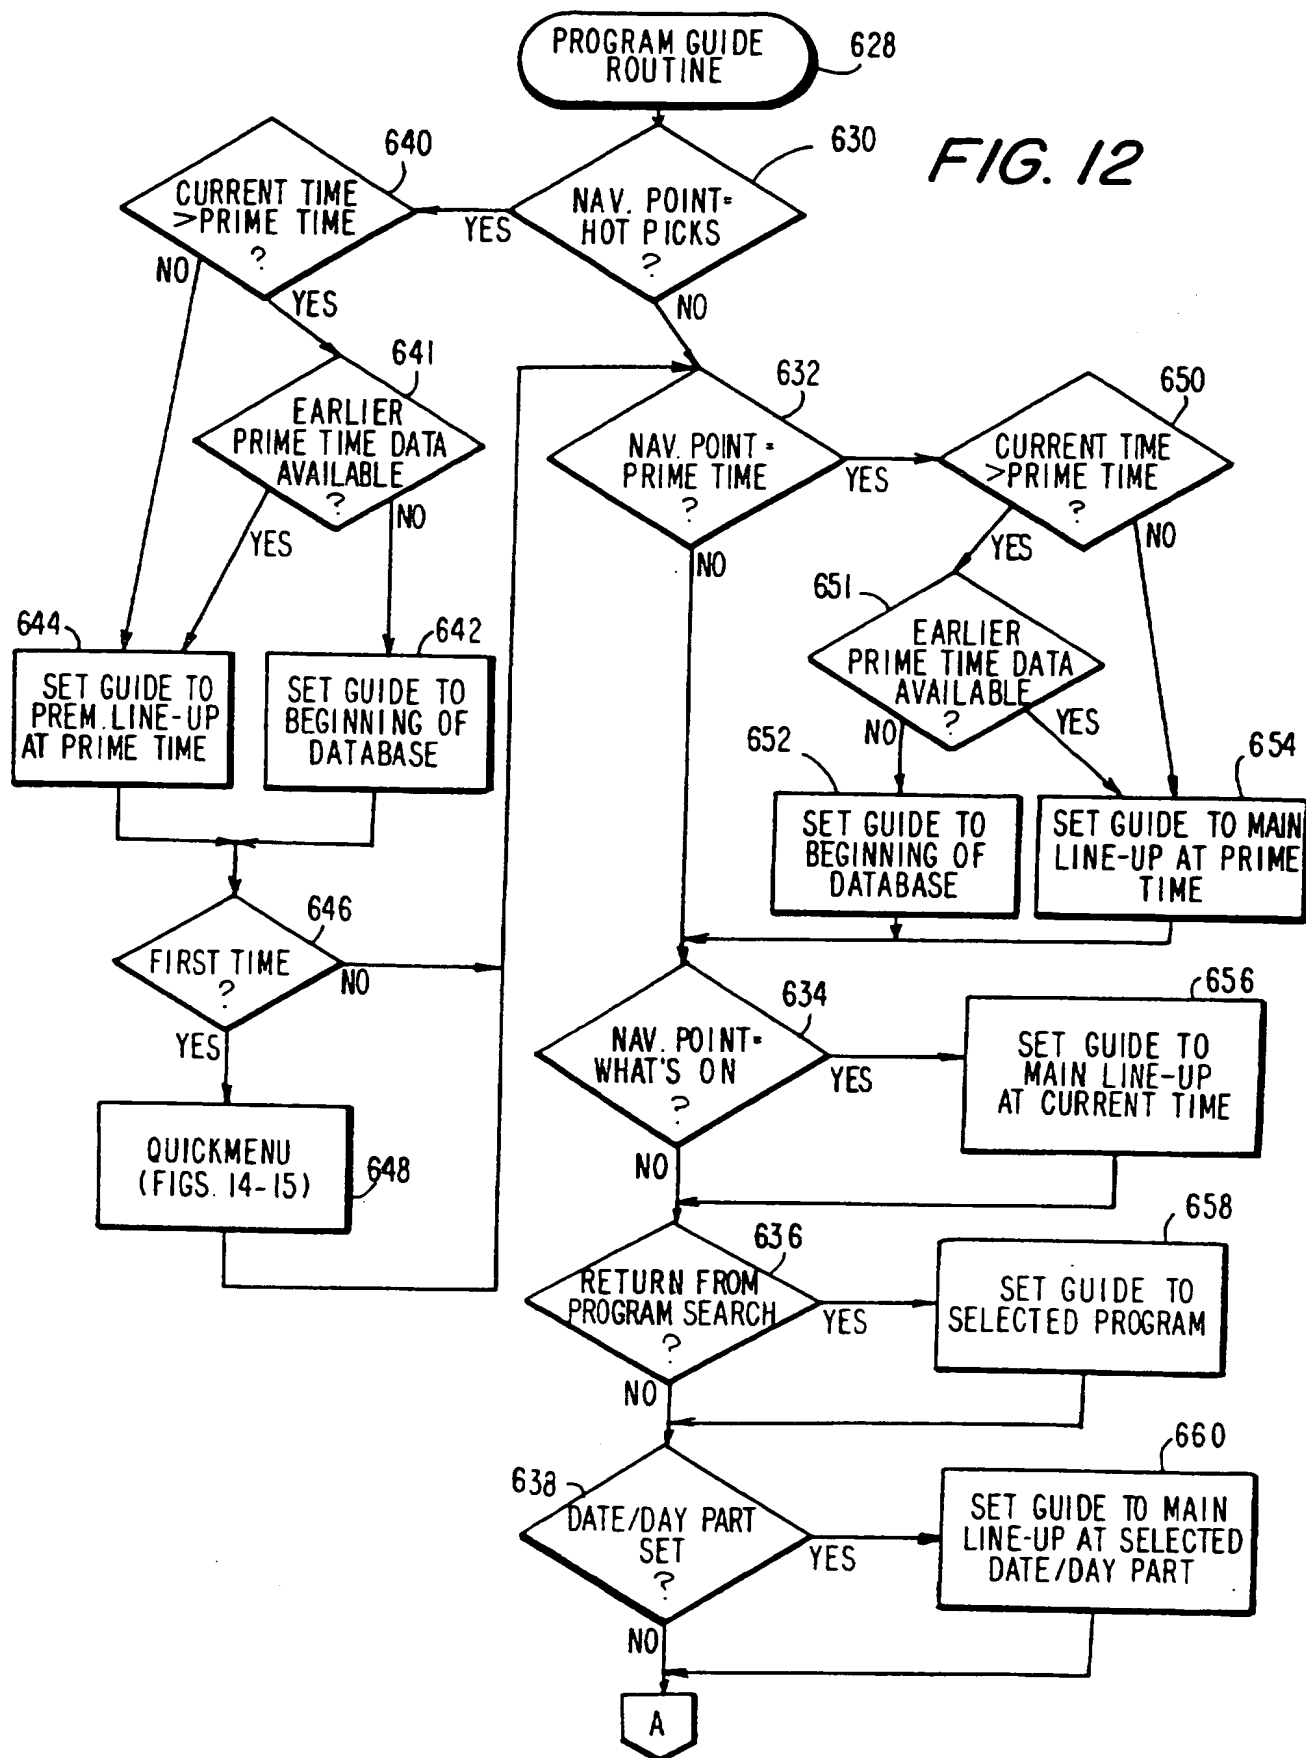 PROGRAM GUIDE
ROUTINE
628
FIG. 12
630
NAV. POINT=
HOT PICKS
?
YES
NO
640
CURRENT TIME
>PRIME TIME
?
NO
YES
641
EARLIER
PRIME TIME DATA
AVAILABLE
?
YES
NO
644
SET GUIDE TO
PREM. LINE-UP
AT PRIME TIME
642
SET GUIDE TO
BEGINNING OF
DATABASE
646
FIRST TIME
?
NO
YES
QUICKMENU
(FIGS. 14-15)
648
632
NAV. POINT=
PRIME TIME
?
YES
NO
650
CURRENT TIME
>PRIME TIME
?
YES
NO
651
EARLIER
PRIME TIME DATA
AVAILABLE
?
NO
YES
652
SET GUIDE TO
BEGINNING OF
DATABASE
654
SET GUIDE TO MAIN
LINE-UP AT PRIME
TIME
634
NAV. POINT=
WHAT'S ON
?
YES
NO
656
SET GUIDE TO
MAIN LINE-UP
AT CURRENT TIME
636
RETURN FROM
PROGRAM SEARCH
?
YES
NO
658
SET GUIDE TO
SELECTED PROGRAM
638
DATE/DAY PART
SET
?
YES
NO
660
SET GUIDE TO MAIN
LINE-UP AT SELECTED
DATE/DAY PART
A